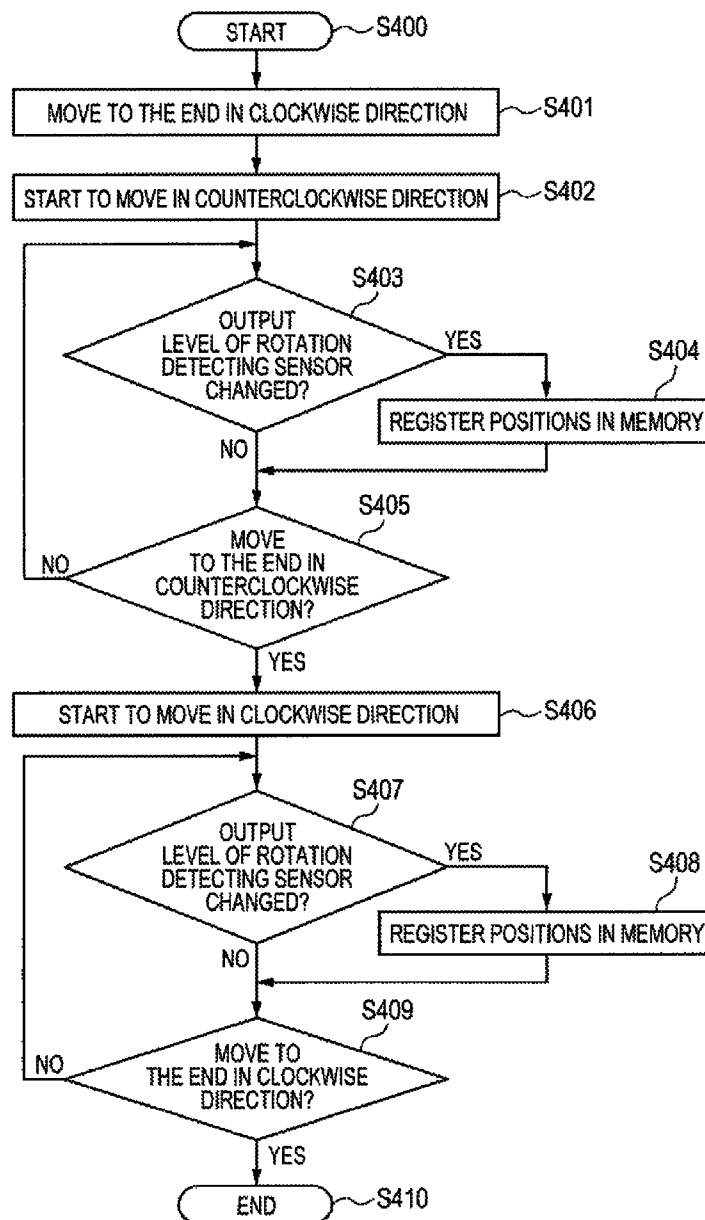 START
S400
MOVE TO THE END IN CLOCKWISE DIRECTION
S401
START TO MOVE IN COUNTERCLOCKWISE DIRECTION
S402
S403
OUTPUT
LEVEL OF ROTATION
DETECTING SENSOR
CHANGED?
YES
S404
REGISTER POSITIONS IN MEMORY
NO
S405
MOVE
TO THE END IN
COUNTERCLOCKWISE
DIRECTION?
NO
YES
START TO MOVE IN CLOCKWISE DIRECTION
S406
S407
OUTPUT
LEVEL OF ROTATION
DETECTING SENSOR
CHANGED?
YES
S408
REGISTER POSITIONS IN MEMORY
NO
S409
MOVE TO
THE END IN CLOCKWISE
DIRECTION?
NO
YES
END
S410